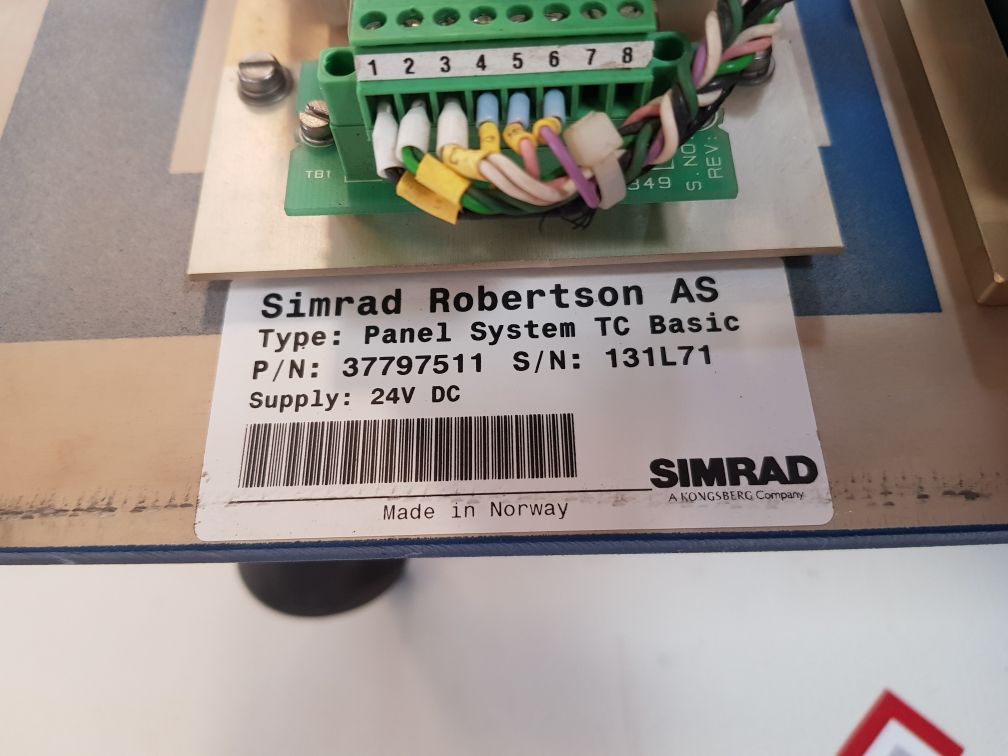 1 2 3 4 5 6 7 8
TB1
349
S.NO
REV:
Simrad Robertson AS
Type: Panel System TC Basic
P/N: 37797511 S/N: 131L71
Supply: 24V DC
SIMRAD
A KONGSBERG Company
Made in Norway